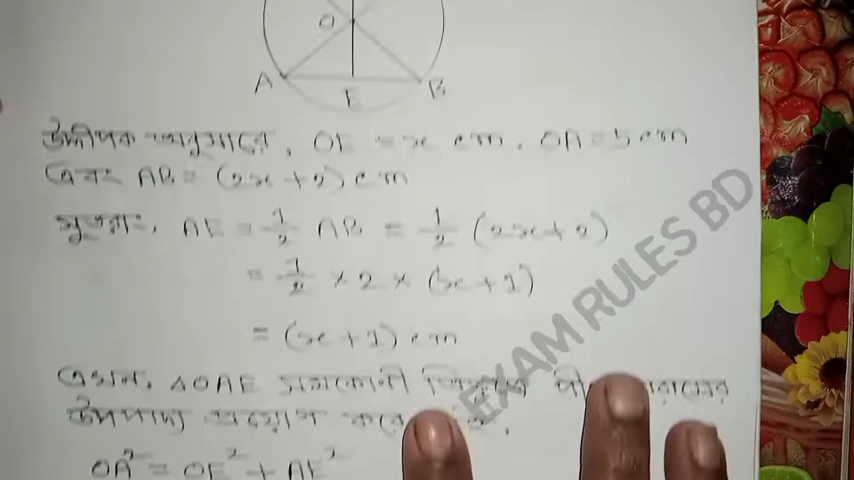 O
A
E
B
উদ্দীপক অনুসারে, OE = x cm, OA = 5 cm
এবং AB = (2x + 2) cm
সুতরাং, AE = 1/2 AB = 1/2 (2x + 2)
= 1/2 × 2 × (x + 1)
= (x + 1) cm
এখন, ΔOAE সমকোণী ত্রিভুজে
উপপাদ্য প্রয়োগ করে
OA² = OE² + AE²
EXAM RULES BD